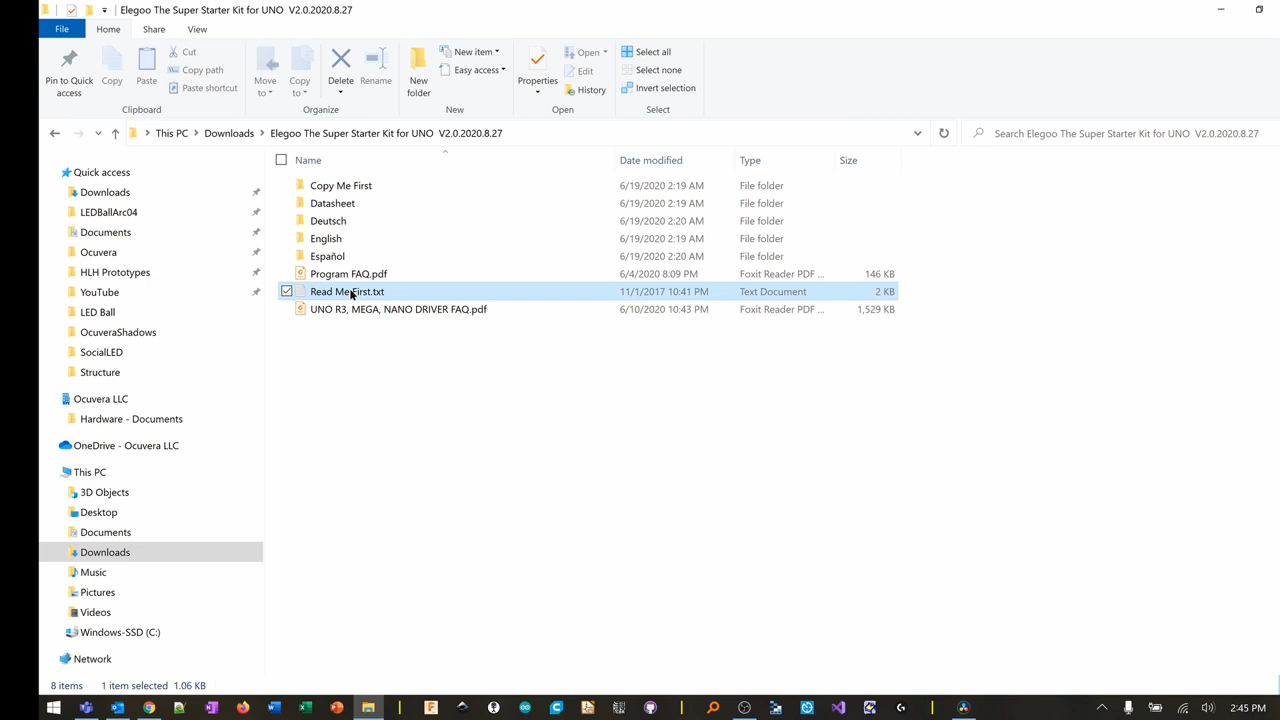 Elegoo The Super Starter Kit for UNO V2.0.2020.8.27
File Home Share View
Pin to Quick access
Copy
Paste
Cut
Copy path
Paste shortcut
Clipboard
Move to
Copy to
Delete
Rename
Organize
New folder
New item
Easy access
New
Properties
Open
Edit
History
Open
Select all
Select none
Invert selection
Select
This PC Downloads Elegoo The Super Starter Kit for UNO V2.0.2020.8.27
Search Elegoo The Super Starter Kit for UNO V2.0.2020.8.27
Quick access
Downloads
LEDBallArc04
Documents
Ocuvera
HLH Prototypes
YouTube
LED Ball
OcuveraShadows
SocialLED
Structure
Ocuvera LLC
Hardware - Documents
OneDrive - Ocuvera LLC
This PC
3D Objects
Desktop
Documents
Downloads
Music
Pictures
Videos
Windows-SSD (C:)
Network
Name Date modified Type Size
Copy Me First 6/19/2020 2:19 AM File folder
Datasheet 6/19/2020 2:19 AM File folder
Deutsch 6/19/2020 2:20 AM File folder
English 6/19/2020 2:19 AM File folder
Español 6/19/2020 2:20 AM File folder
Program FAQ.pdf 6/4/2020 8:09 PM Foxit Reader PDF ... 146 KB
Read Me First.txt 11/1/2017 10:41 PM Text Document 2 KB
UNO R3, MEGA, NANO DRIVER FAQ.pdf 6/10/2020 10:43 PM Foxit Reader PDF ... 1,529 KB
8 items 1 item selected 1.06 KB
2:45 PM